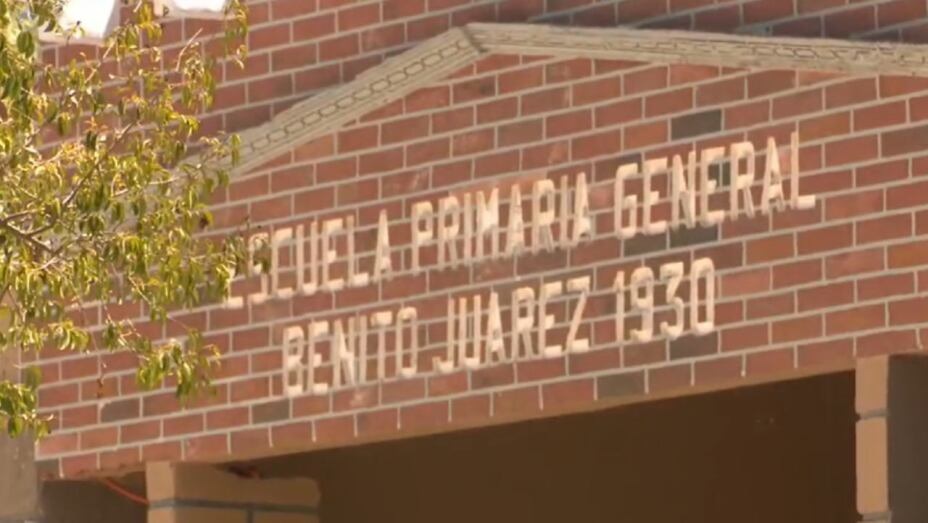 ESCUELA PRIMARIA GENERAL
BENITO JUAREZ 1930